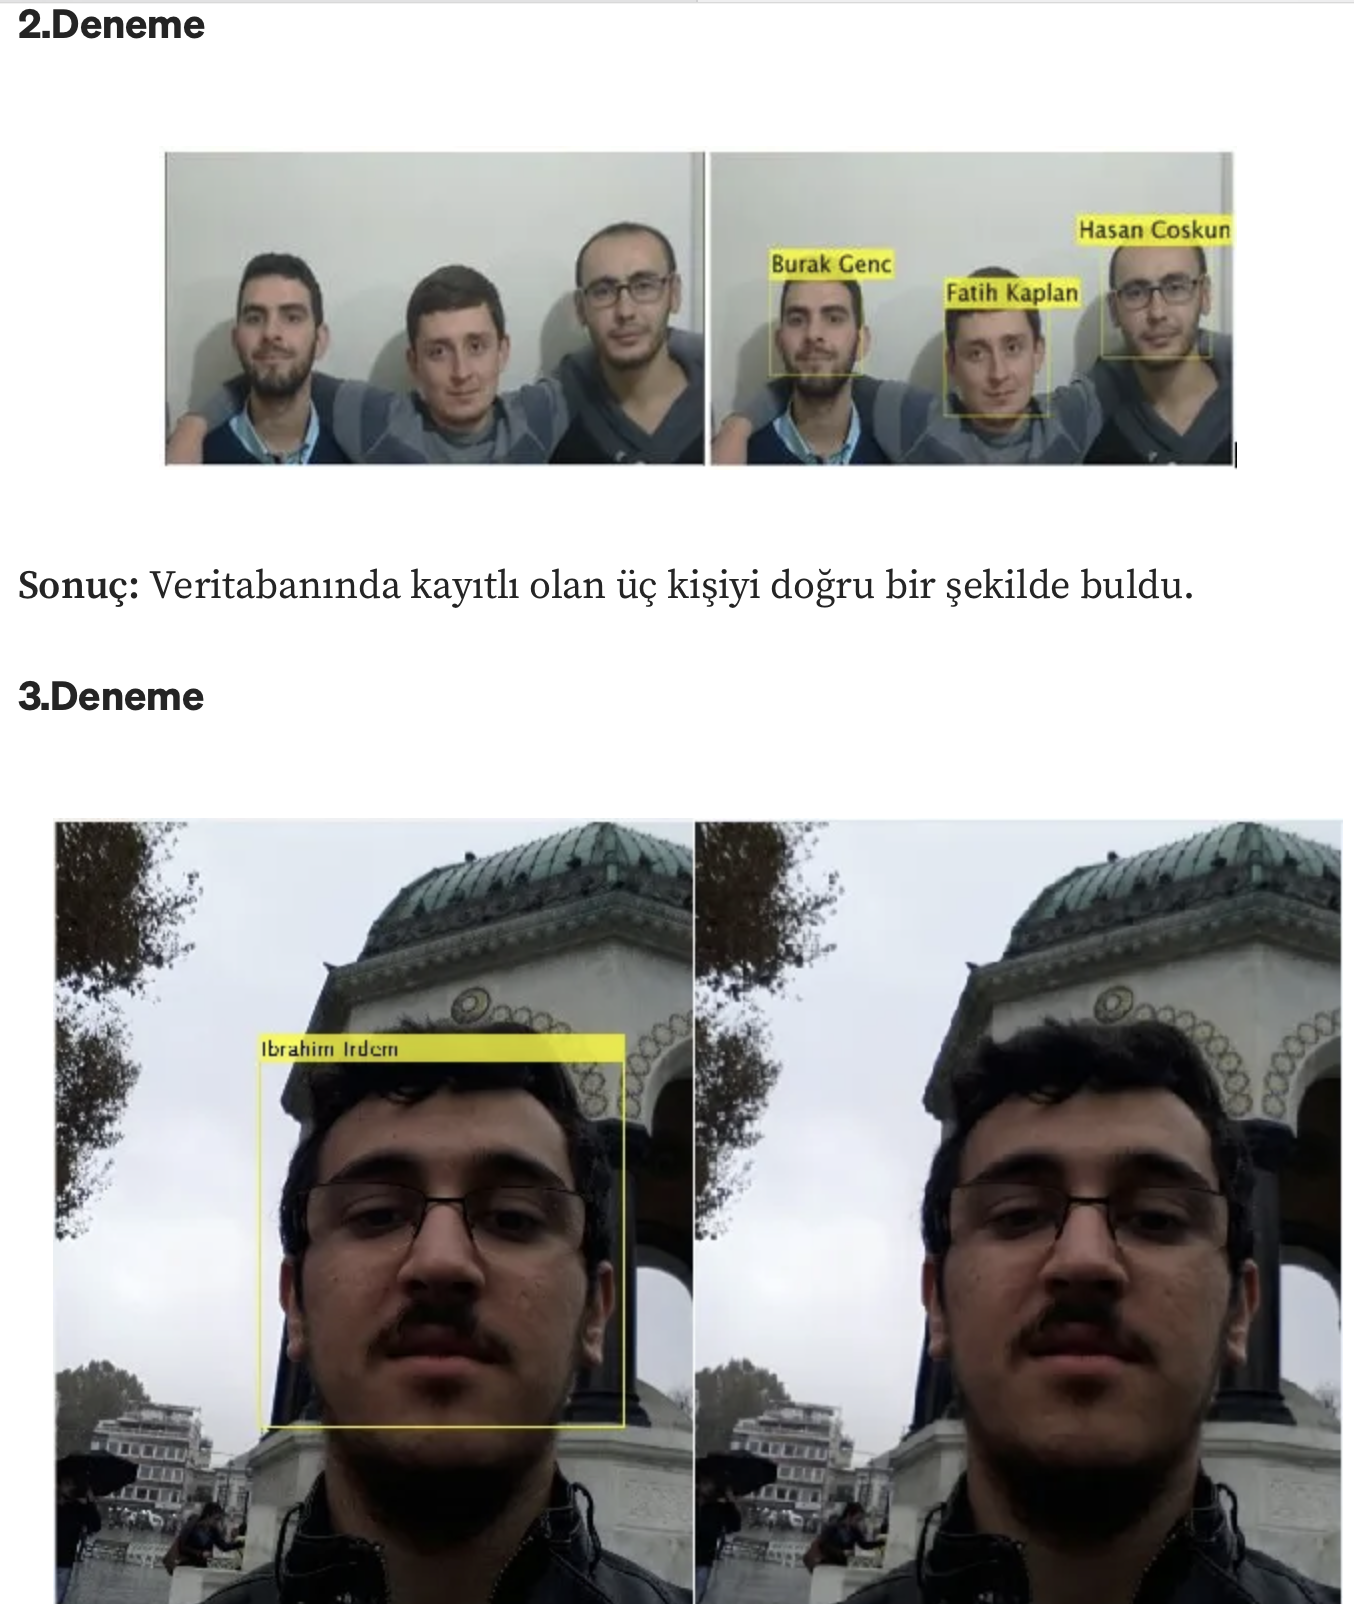 2.Deneme
Hasan Coskun
Burak Genc
Fatih Kaplan
Sonuç: Veritabanında kayıtlı olan üç kişiyi doğru bir şekilde buldu.
3.Deneme
Ibrahim Irdem